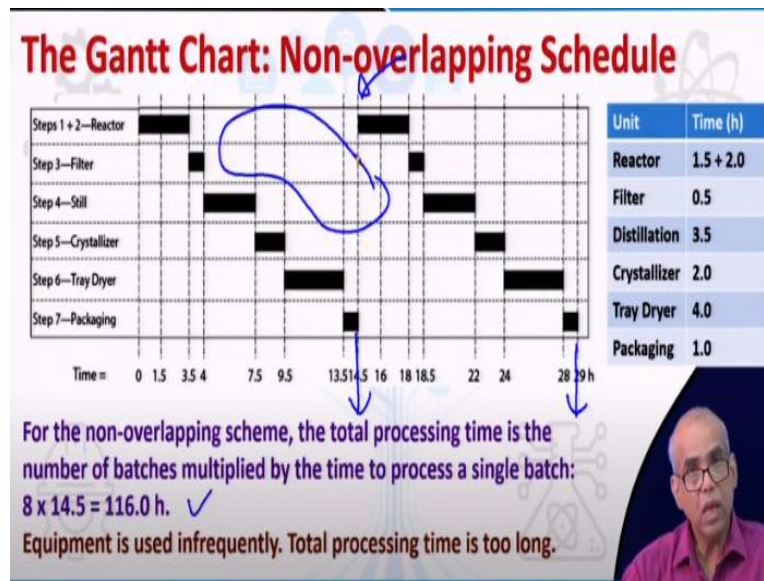 The Gantt Chart: Non-overlapping Schedule
Steps 1 + 2—Reactor
Step 3—Filter
Step 4—Still
Step 5—Crystallizer
Step 6—Tray Dryer
Step 7—Packaging
Time = 0 1.5 3.5 4 7.5 9.5 13.5 14.5 16 18 18.5 22 24 28 29 h
Unit Time (h)
Reactor 1.5 + 2.0
Filter 0.5
Distillation 3.5
Crystallizer 2.0
Tray Dryer 4.0
Packaging 1.0
For the non-overlapping scheme, the total processing time is the
number of batches multiplied by the time to process a single batch:
8 x 14.5 = 116.0 h.
Equipment is used infrequently. Total processing time is too long.